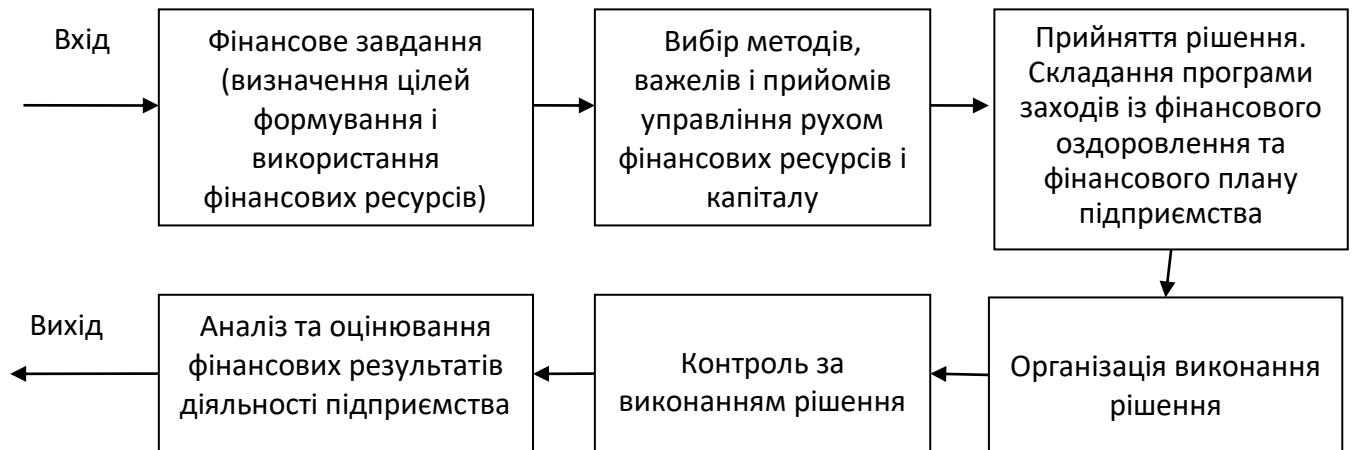 Вхід
Фінансове завдання
(визначення цілей
формування і
використання
фінансових ресурсів)
Вибір методів,
важелів і прийомів
управління рухом
фінансових ресурсів і
капіталу
Прийняття рішення.
Складання програми
заходів із фінансового
оздоровлення та
фінансового плану
підприємства
Вихід
Аналіз та оцінювання
фінансових результатів
діяльності підприємства
Контроль за
виконанням рішення
Організація виконання
рішення